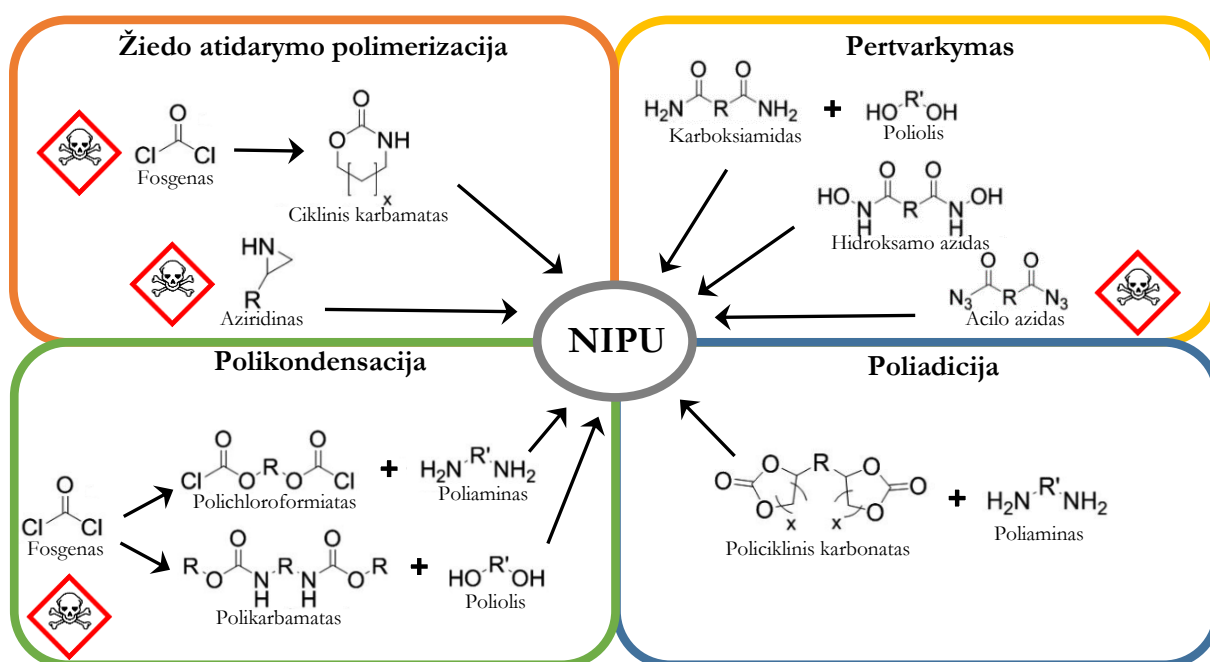 Žiedo atidarymo polimerizacija
O
Cl Cl
Fosgenas
O
O NH
x
Ciklinis karbamatas
HN
R
Aziridinas
Pertvarkymas
O O
H₂N R NH₂
Karboksiamidas
+
R'
HO OH
Poliolis
O O
HO N R N OH
H H
Hidroksamo azidas
O O
N₃ R N₃
Acilo azidas
NIPU
Polikondensacija
O
Cl Cl
Fosgenas
O O
Cl O R O Cl
Polichloroformiatas
+
R'
H₂N NH₂
Poliaminas
O O
R O N R N O R
H H
Polikarbamatas
+
R'
HO OH
Poliolis
Poliadicija
O R O
O O
O O
x x
Policiklinis karbonatas
+
R'
H₂N NH₂
Poliaminas